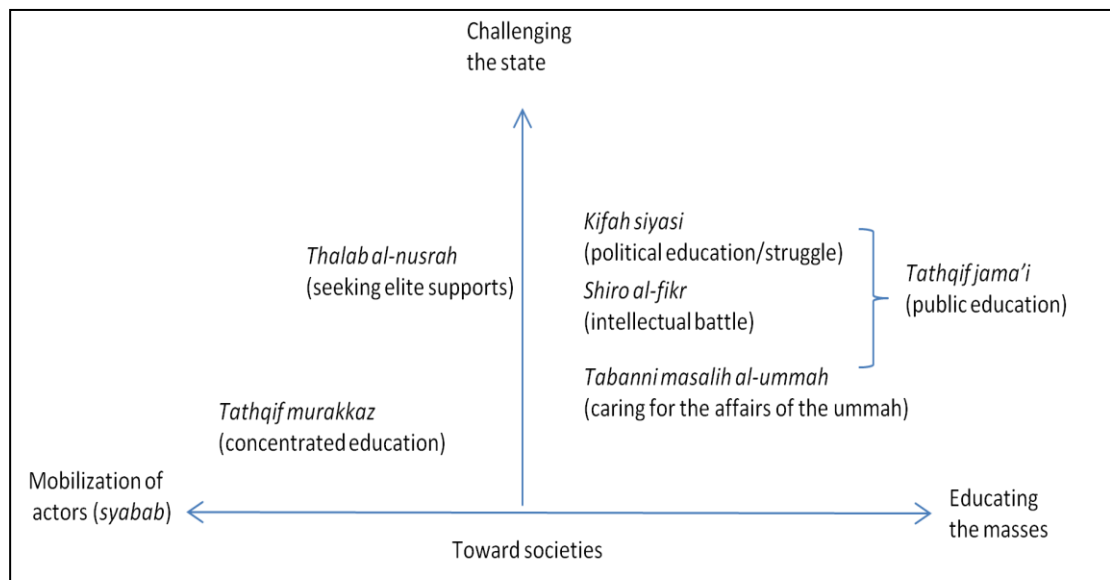 Challenging
the state
Kifah siyasi
(political education/struggle)
Thalab al-nusrah
(seeking elite supports)
Shiro al-fikr
(intellectual battle)
Tathqif jama'i
(public education)
Tabanni masalih al-ummah
(caring for the affairs of the ummah)
Tathqif murakkaz
(concentrated education)
Mobilization of
actors (syabab)
Educating
the masses
Toward societies